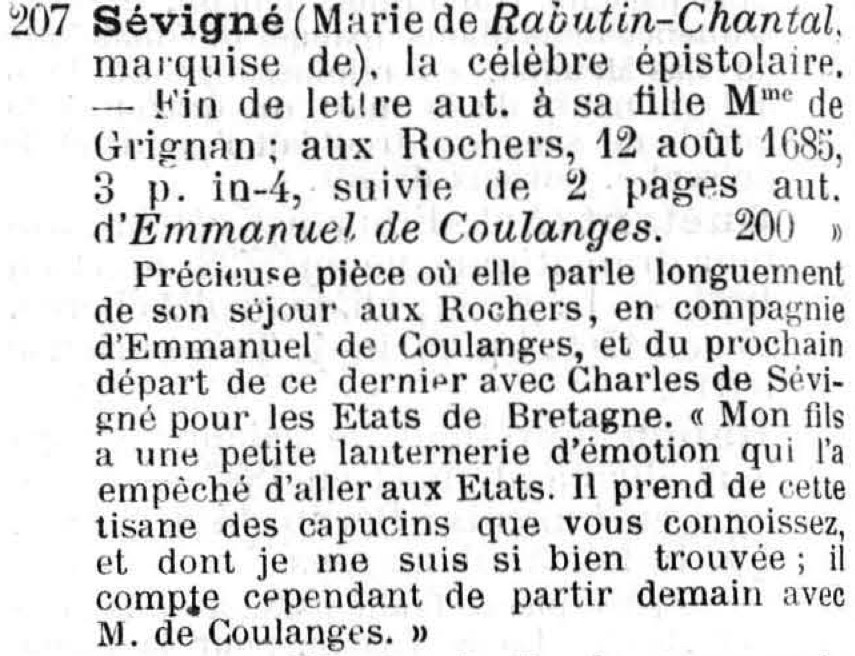 207 Sévigné (Marie de Rabutin-Chantal,
marquise de), la célèbre épistolaire.
— Fin de lettre aut. à sa fille Mme de
Grignan; aux Rochers, 12 août 1685,
3 p. in-4, suivie de 2 pages aut.
d'Emmanuel de Coulanges. 200 »
Précieuse pièce où elle parle longuement
de son séjour aux Rochers, en compagnie
d'Emmanuel de Coulanges, et du prochain
départ de ce dernier avec Charles de Sévi-
gné pour les Etats de Bretagne. « Mon fils
a une petite lanternerie d'émotion qui l'a
empêché d'aller aux Etats. Il prend de cette
tisane des capucins que vous connoissez,
et dont je me suis si bien trouvée; il
compte cependant de partir demain avec
M. de Coulanges. »